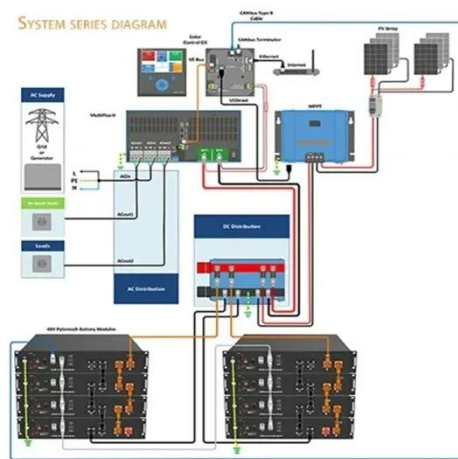 SYSTEM SERIES DIAGRAM
CANbus Type B
Cable
Color
Control GX
CANbus Terminator
VE Bus
Ethernet
Internet
VEDirect
PV Array
AC Supply
Grid
or
Generator
MultiPlus-II
MPPT
L
PE
N
ACin
ACout1
Loads
ACout2
AC Distribution
DC Distribution
48V Pylontech Battery Modules